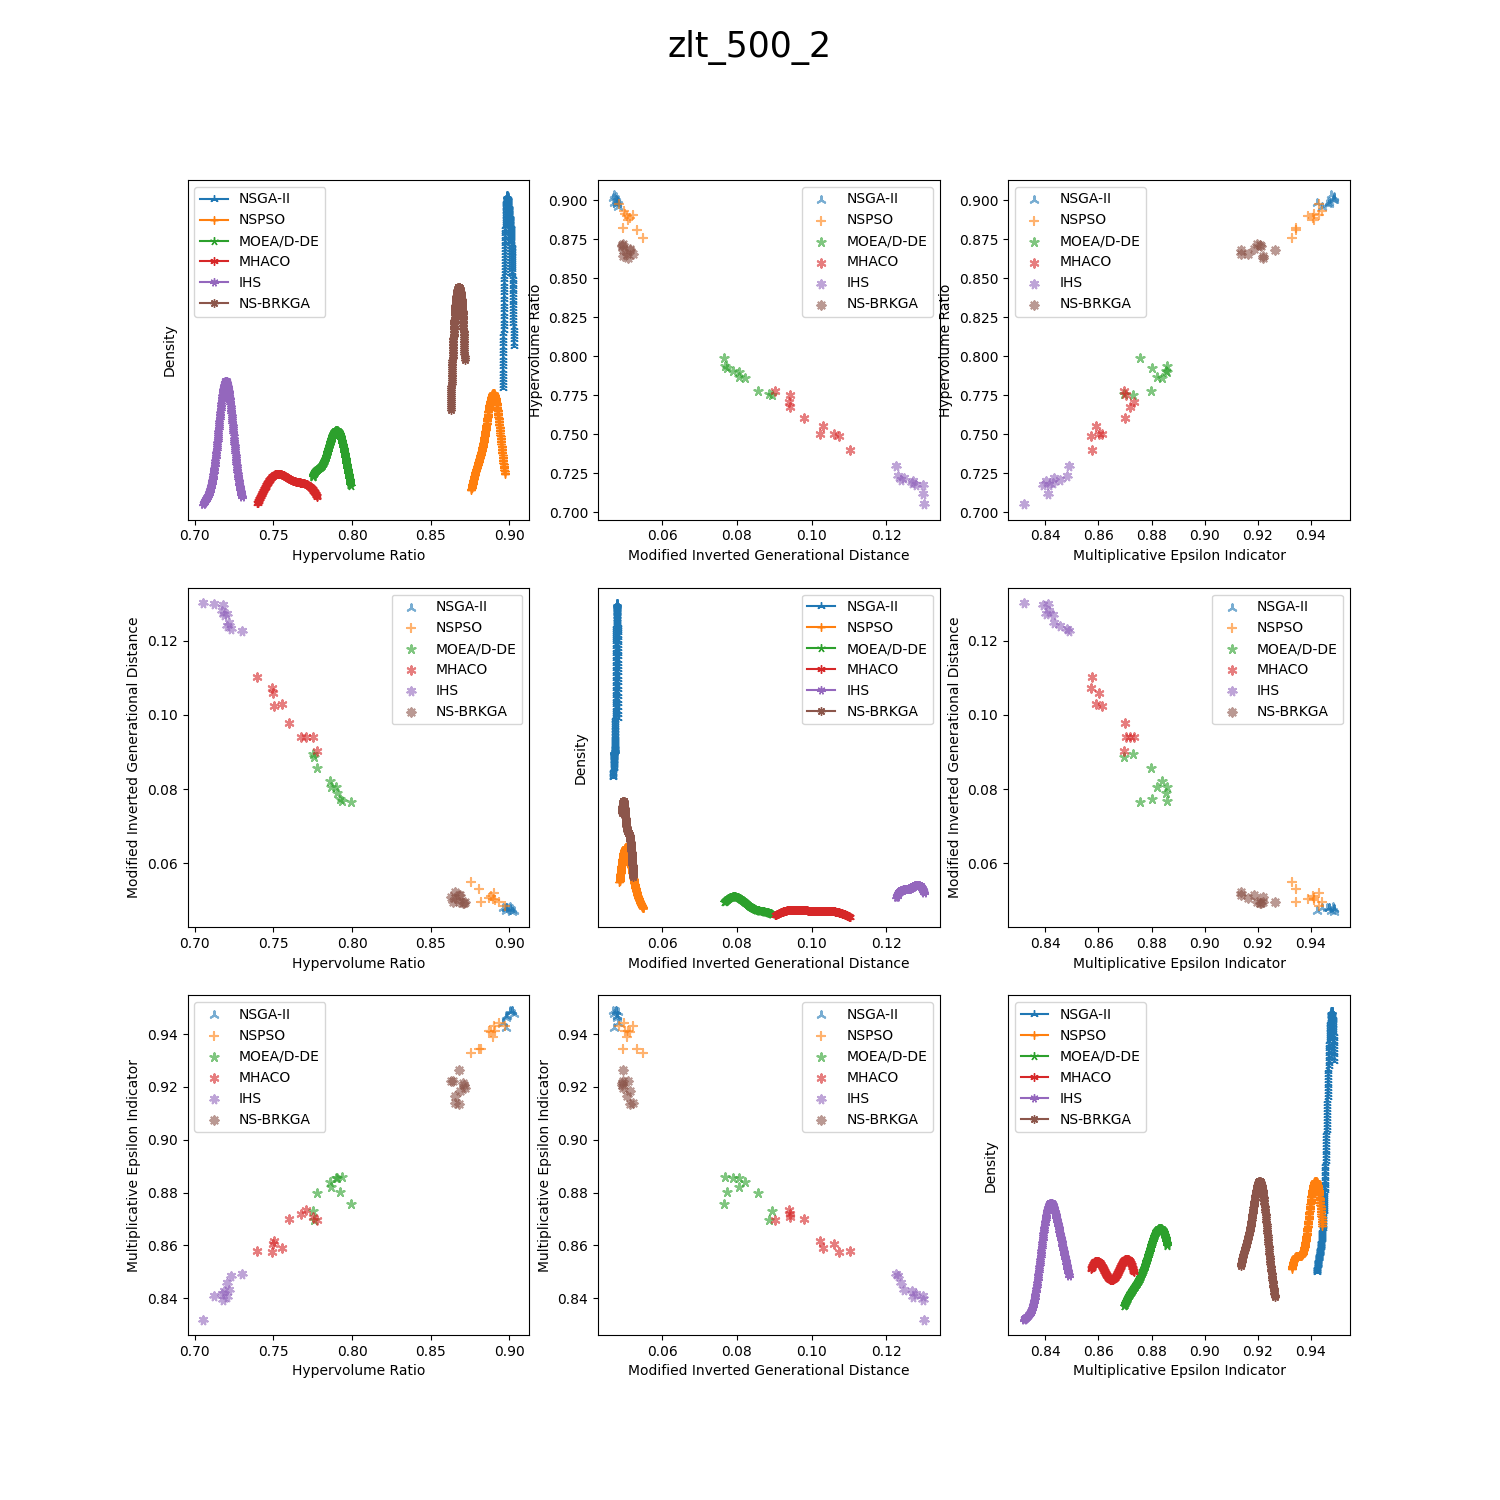 zlt_500_2
NSGA-II
NSPSO
MOEA/D-DE
MHACO
IHS
NS-BRKGA
Density
0.70 0.75 0.80 0.85 0.90
Hypervolume Ratio
NSGA-II
NSPSO
MOEA/D-DE
MHACO
IHS
NS-BRKGA
Hypervolume Ratio
0.900
0.875
0.850
0.825
0.800
0.775
0.750
0.725
0.700
0.06 0.08 0.10 0.12
Modified Inverted Generational Distance
NSGA-II
NSPSO
MOEA/D-DE
MHACO
IHS
NS-BRKGA
Hypervolume Ratio
0.900
0.875
0.850
0.825
0.800
0.775
0.750
0.725
0.700
0.84 0.86 0.88 0.90 0.92 0.94
Multiplicative Epsilon Indicator
NSGA-II
NSPSO
MOEA/D-DE
MHACO
IHS
NS-BRKGA
Modified Inverted Generational Distance
0.12
0.10
0.08
0.06
0.70 0.75 0.80 0.85 0.90
Hypervolume Ratio
NSGA-II
NSPSO
MOEA/D-DE
MHACO
IHS
NS-BRKGA
Density
0.06 0.08 0.10 0.12
Modified Inverted Generational Distance
NSGA-II
NSPSO
MOEA/D-DE
MHACO
IHS
NS-BRKGA
Modified Inverted Generational Distance
0.12
0.10
0.08
0.06
0.84 0.86 0.88 0.90 0.92 0.94
Multiplicative Epsilon Indicator
NSGA-II
NSPSO
MOEA/D-DE
MHACO
IHS
NS-BRKGA
Multiplicative Epsilon Indicator
0.94
0.92
0.90
0.88
0.86
0.84
0.70 0.75 0.80 0.85 0.90
Hypervolume Ratio
NSGA-II
NSPSO
MOEA/D-DE
MHACO
IHS
NS-BRKGA
Multiplicative Epsilon Indicator
0.94
0.92
0.90
0.88
0.86
0.84
0.06 0.08 0.10 0.12
Modified Inverted Generational Distance
NSGA-II
NSPSO
MOEA/D-DE
MHACO
IHS
NS-BRKGA
Density
0.84 0.86 0.88 0.90 0.92 0.94
Multiplicative Epsilon Indicator